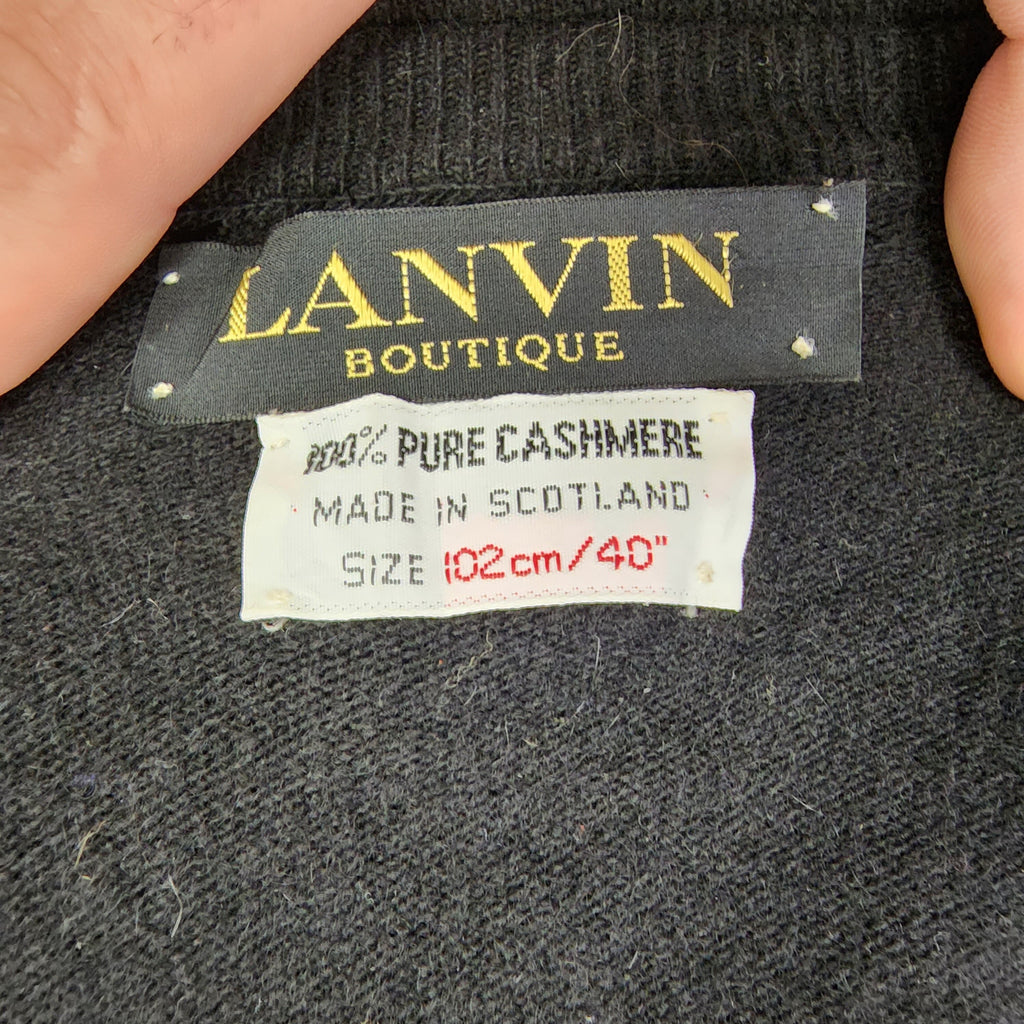 LANVIN
BOUTIQUE
100% PURE CASHMERE
MADE IN SCOTLAND
SIZE 102cm/40"